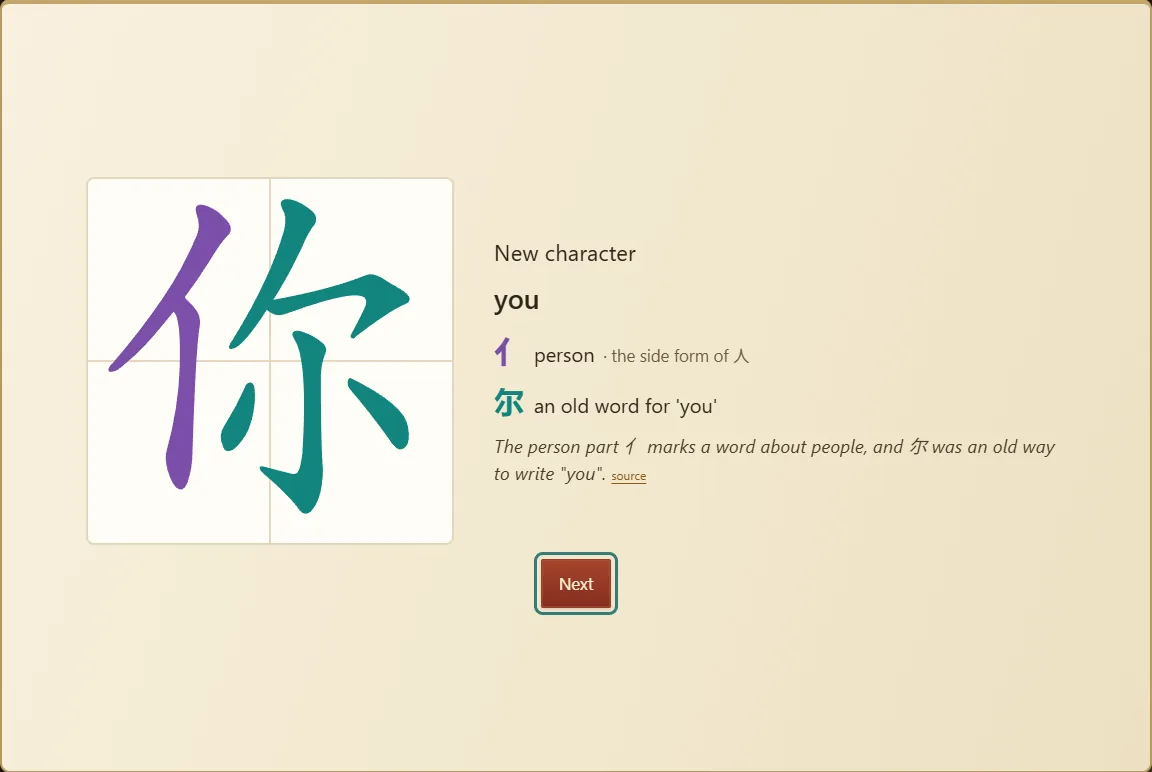 你
New character
you
亻 person · the side form of 人
尔 an old word for 'you'
The person part 亻 marks a word about people, and 尔 was an old way
to write "you". source
Next